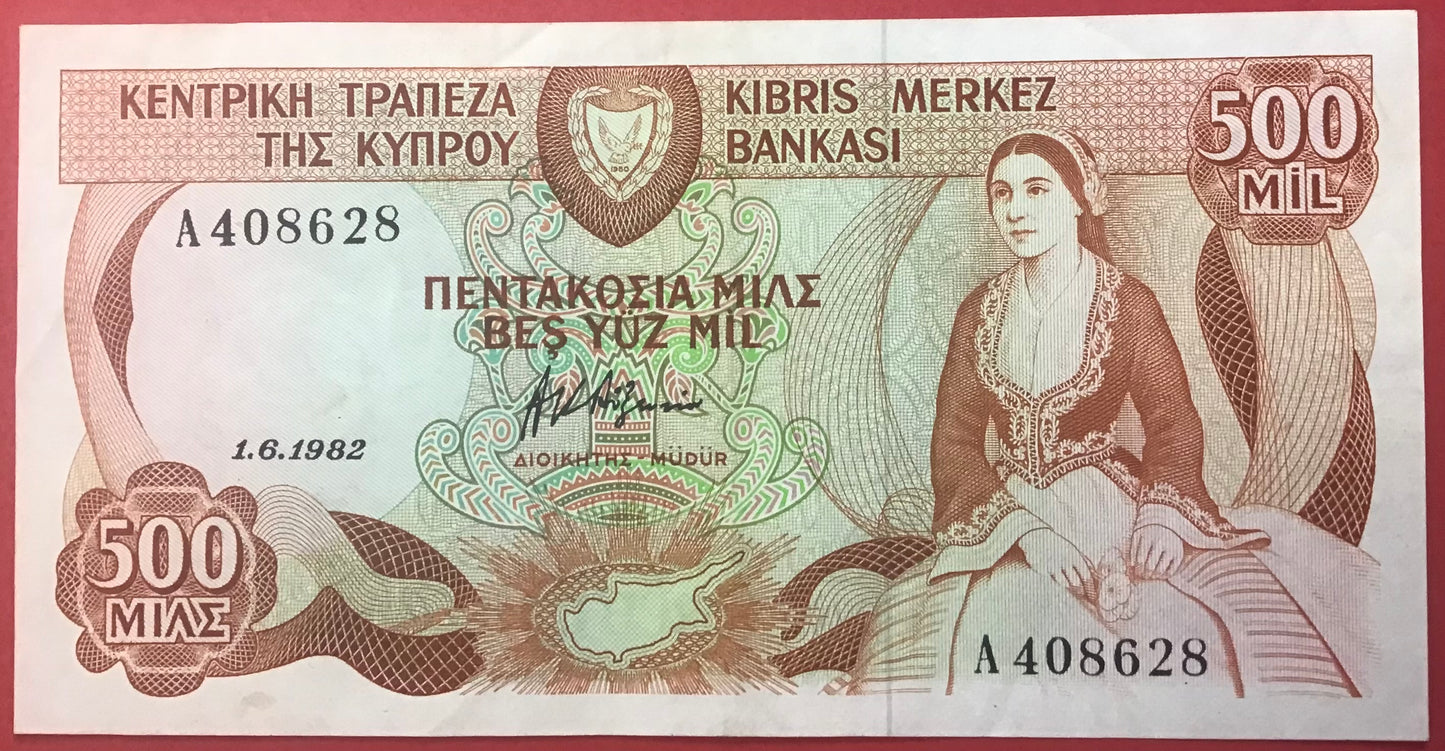 ΚΕΝΤΡΙΚΗ ΤΡΑΠΕΖΑ
ΤΗΣ ΚΥΠΡΟΥ
KIBRIS MERKEZ
BANKASI
500
MİL
1960
A 408628
ΠΕΝΤΑΚΟΣΙΑ ΜΙΛΣ
BEŞ YÜZ MİL
1.6.1982
ΔΙΟΙΚΗΤΗΣ MÜDÜR
500
ΜΙΛΣ
A 408628